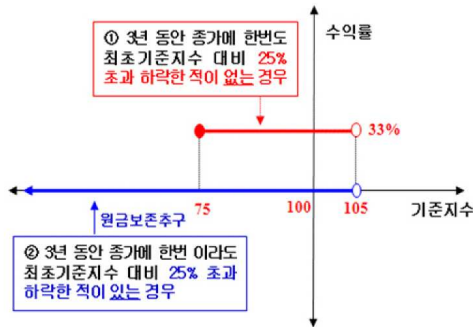 ① 3년 동안 종가에 한번도
최초기준지수 대비 25%
초과 하락한 적이 없는 경우
수익률
33%
75
100
105
기준지수
원금보존추구
② 3년 동안 종가에 한번 이라도
최초기준지수 대비 25% 초과
하락한 적이 있는 경우